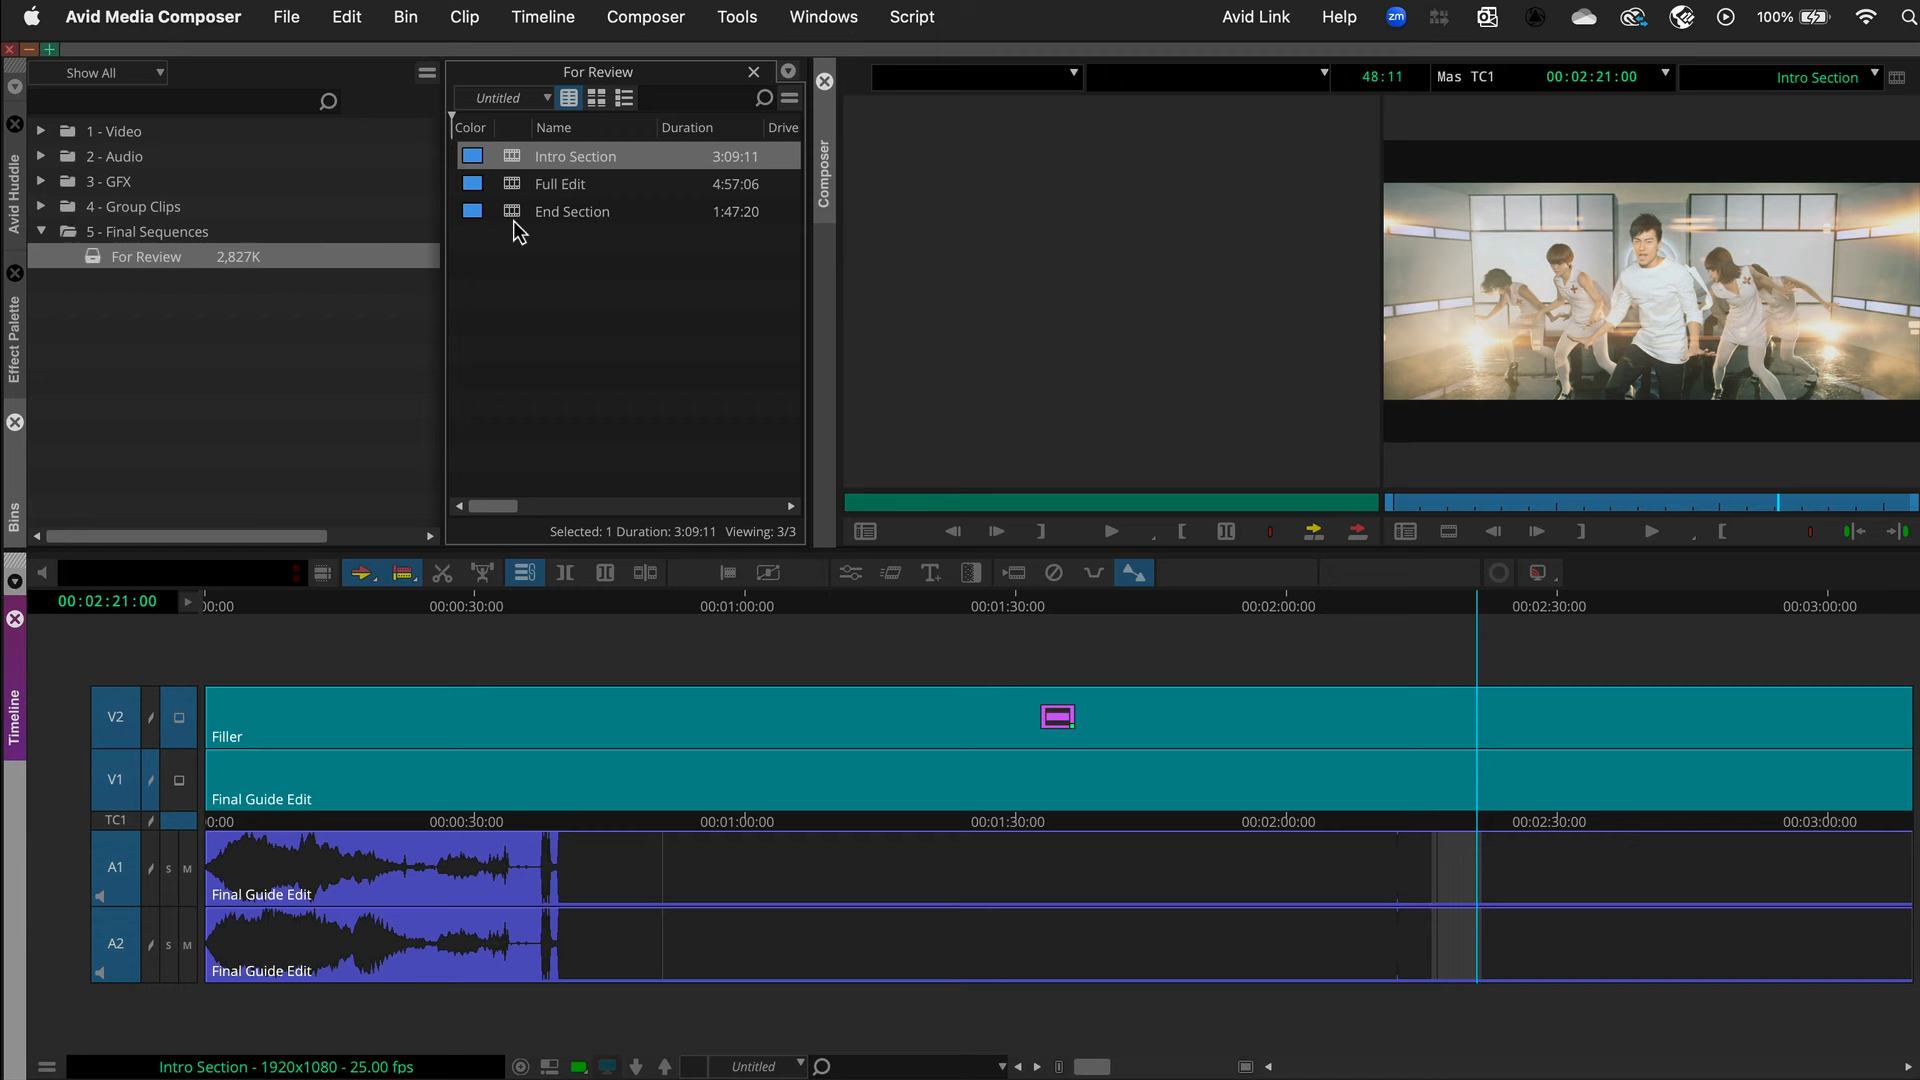 Avid Media Composer File Edit Bin Clip Timeline Composer Tools Windows Script Avid Link Help zm 100%
Show All
1 - Video
2 - Audio
3 - GFX
4 - Group Clips
5 - Final Sequences
For Review 2,827K
Avid Huddle
Effect Palette
Bins
For Review
Untitled
Color Name Duration Drive
Intro Section 3:09:11
Full Edit 4:57:06
End Section 1:47:20
Selected: 1 Duration: 3:09:11 Viewing: 3/3
Composer
48:11 Mas TC1 00:02:21:00 Intro Section
00:02:21:00
0:00 00:00:30:00 00:01:00:00 00:01:30:00 00:02:00:00 00:02:30:00 00:03:00:00
Timeline
V2
Filler
V1
Final Guide Edit
TC1 0:00 00:00:30:00 00:01:00:00 00:01:30:00 00:02:00:00 00:02:30:00 00:03:00:00
A1 S M
Final Guide Edit
A2 S M
Final Guide Edit
Intro Section - 1920x1080 - 25.00 fps Untitled